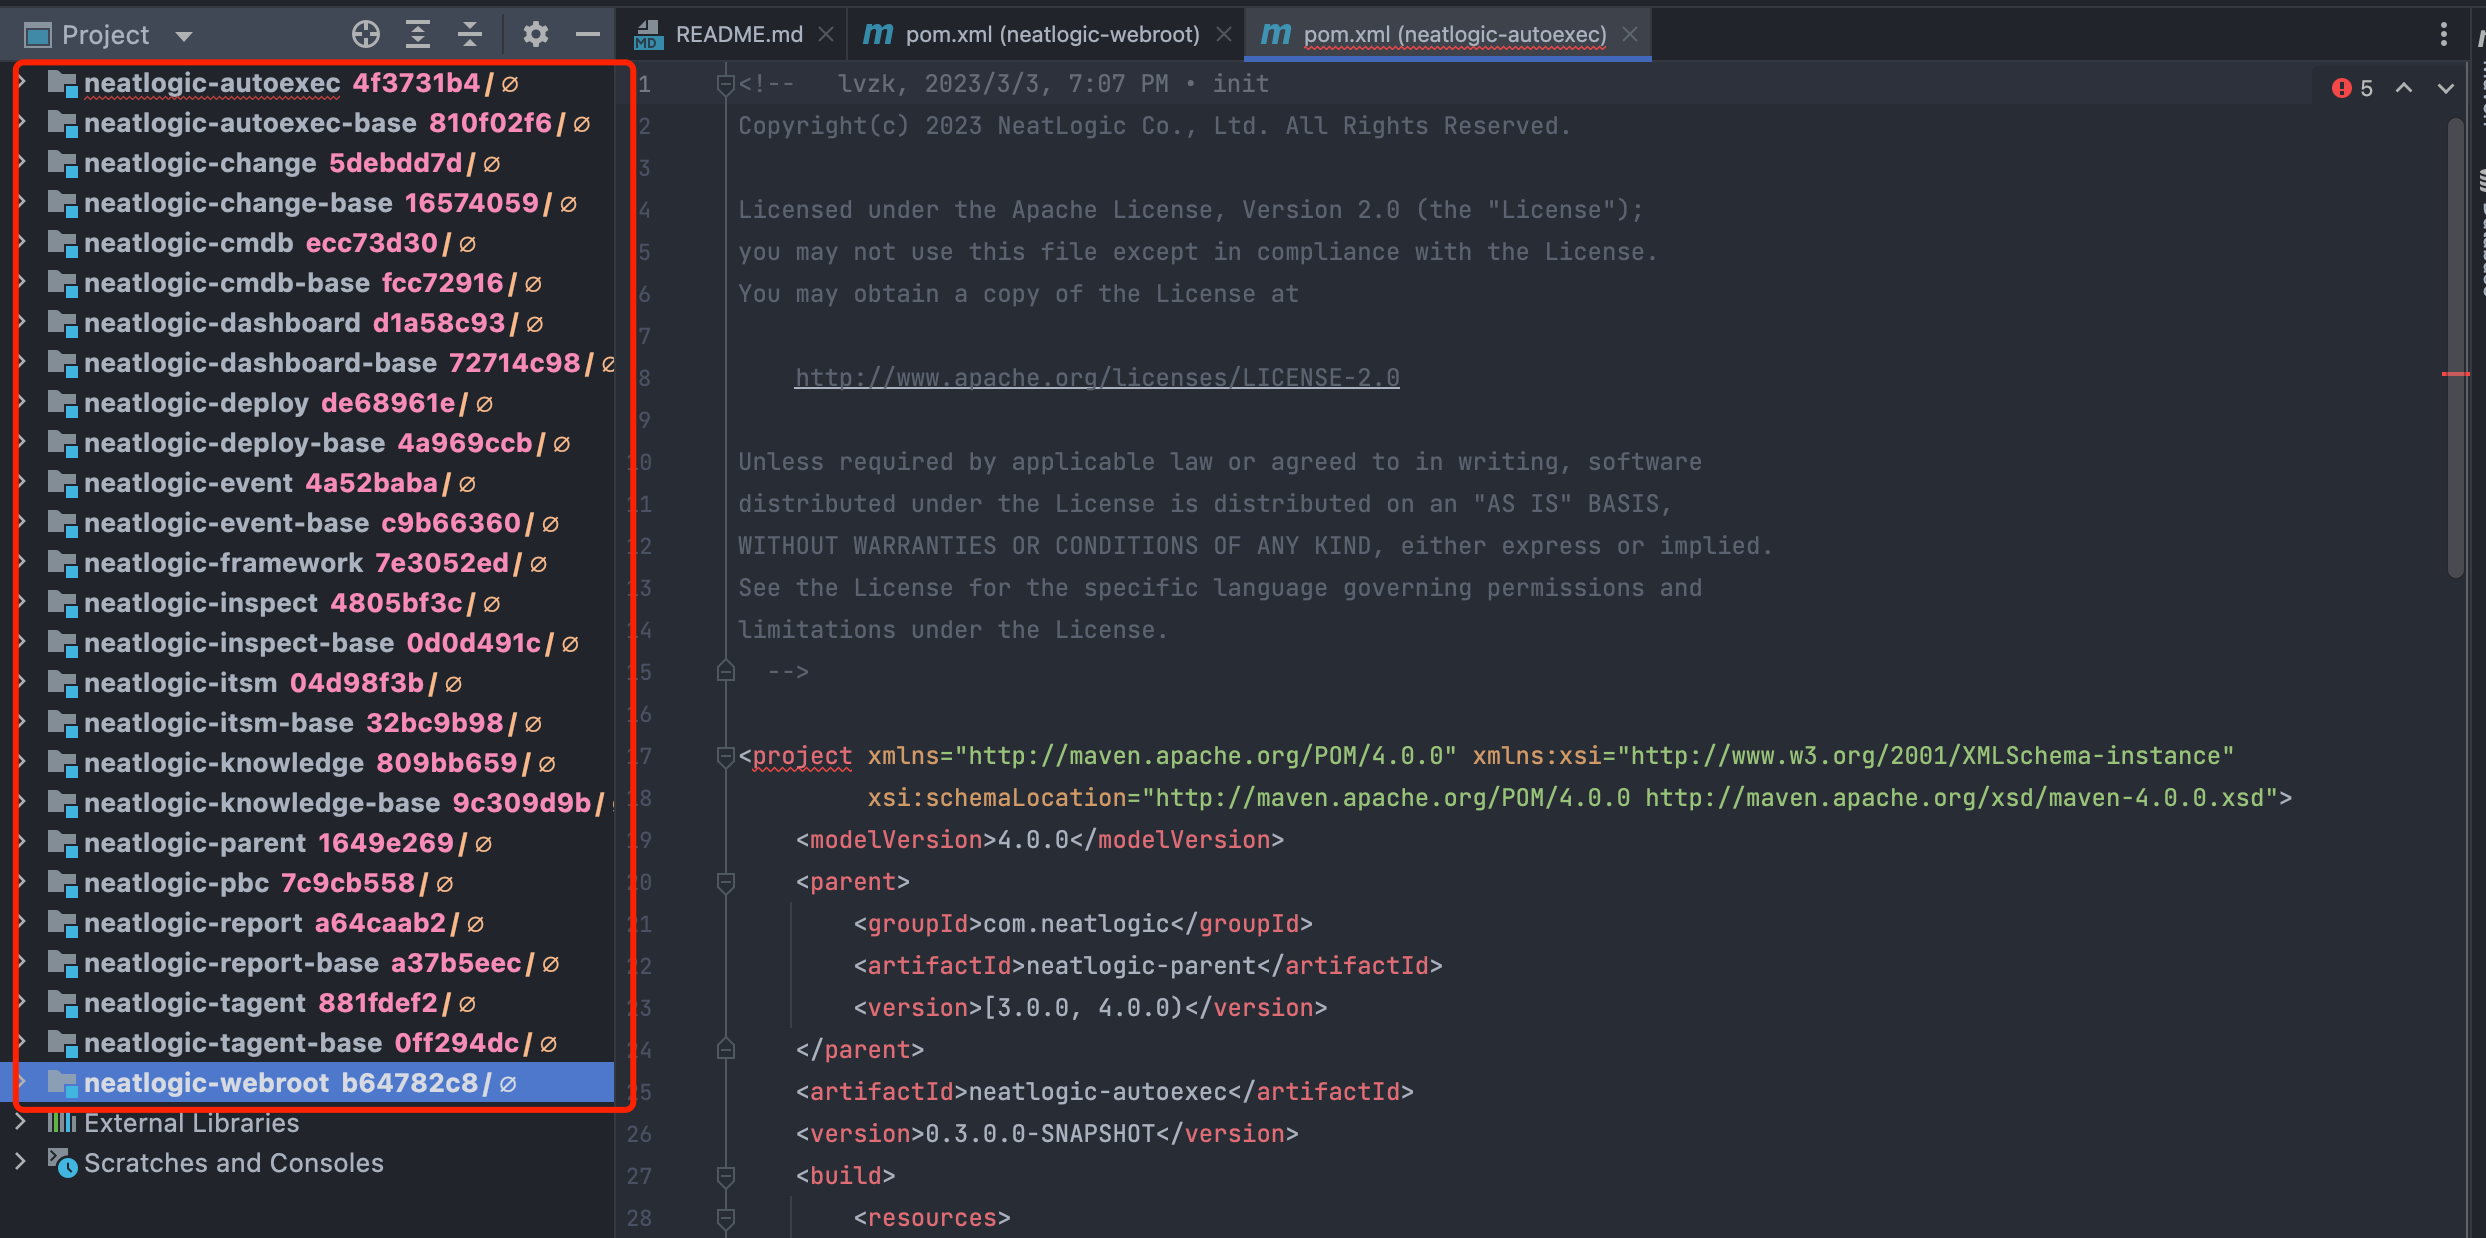 Project
README.md
pom.xml (neatlogic-webroot)
pom.xml (neatlogic-autoexec)
neatlogic-autoexec 4f3731b4 / ∅
neatlogic-autoexec-base 810f02f6 / ∅
neatlogic-change 5debdd7d / ∅
neatlogic-change-base 16574059 / ∅
neatlogic-cmdb ecc73d30 / ∅
neatlogic-cmdb-base fcc72916 / ∅
neatlogic-dashboard d1a58c93 / ∅
neatlogic-dashboard-base 72714c98 / ∅
neatlogic-deploy de68961e / ∅
neatlogic-deploy-base 4a969ccb / ∅
neatlogic-event 4a52baba / ∅
neatlogic-event-base c9b66360 / ∅
neatlogic-framework 7e3052ed / ∅
neatlogic-inspect 4805bf3c / ∅
neatlogic-inspect-base 0d0d491c / ∅
neatlogic-itsm 04d98f3b / ∅
neatlogic-itsm-base 32bc9b98 / ∅
neatlogic-knowledge 809bb659 / ∅
neatlogic-knowledge-base 9c309d9b /
neatlogic-parent 1649e269 / ∅
neatlogic-pbc 7c9cb558 / ∅
neatlogic-report a64caab2 / ∅
neatlogic-report-base a37b5eec / ∅
neatlogic-tagent 881fdef2 / ∅
neatlogic-tagent-base 0ff294dc / ∅
neatlogic-webroot b64782c8 / ∅
External Libraries
Scratches and Consoles
1 <!-- lvzk, 2023/3/3, 7:07 PM • init
5
2 Copyright(c) 2023 NeatLogic Co., Ltd. All Rights Reserved.
3
4 Licensed under the Apache License, Version 2.0 (the "License");
5 you may not use this file except in compliance with the License.
6 You may obtain a copy of the License at
7
8 http://www.apache.org/licenses/LICENSE-2.0
9
10 Unless required by applicable law or agreed to in writing, software
11 distributed under the License is distributed on an "AS IS" BASIS,
12 WITHOUT WARRANTIES OR CONDITIONS OF ANY KIND, either express or implied.
13 See the License for the specific language governing permissions and
14 limitations under the License.
15 -->
16
17 <project xmlns="http://maven.apache.org/POM/4.0.0" xmlns:xsi="http://www.w3.org/2001/XMLSchema-instance"
18 xsi:schemaLocation="http://maven.apache.org/POM/4.0.0 http://maven.apache.org/xsd/maven-4.0.0.xsd">
19 <modelVersion>4.0.0</modelVersion>
20 <parent>
21 <groupId>com.neatlogic</groupId>
22 <artifactId>neatlogic-parent</artifactId>
23 <version>[3.0.0, 4.0.0)</version>
24 </parent>
25 <artifactId>neatlogic-autoexec</artifactId>
26 <version>0.3.0.0-SNAPSHOT</version>
27 <build>
28 <resources>